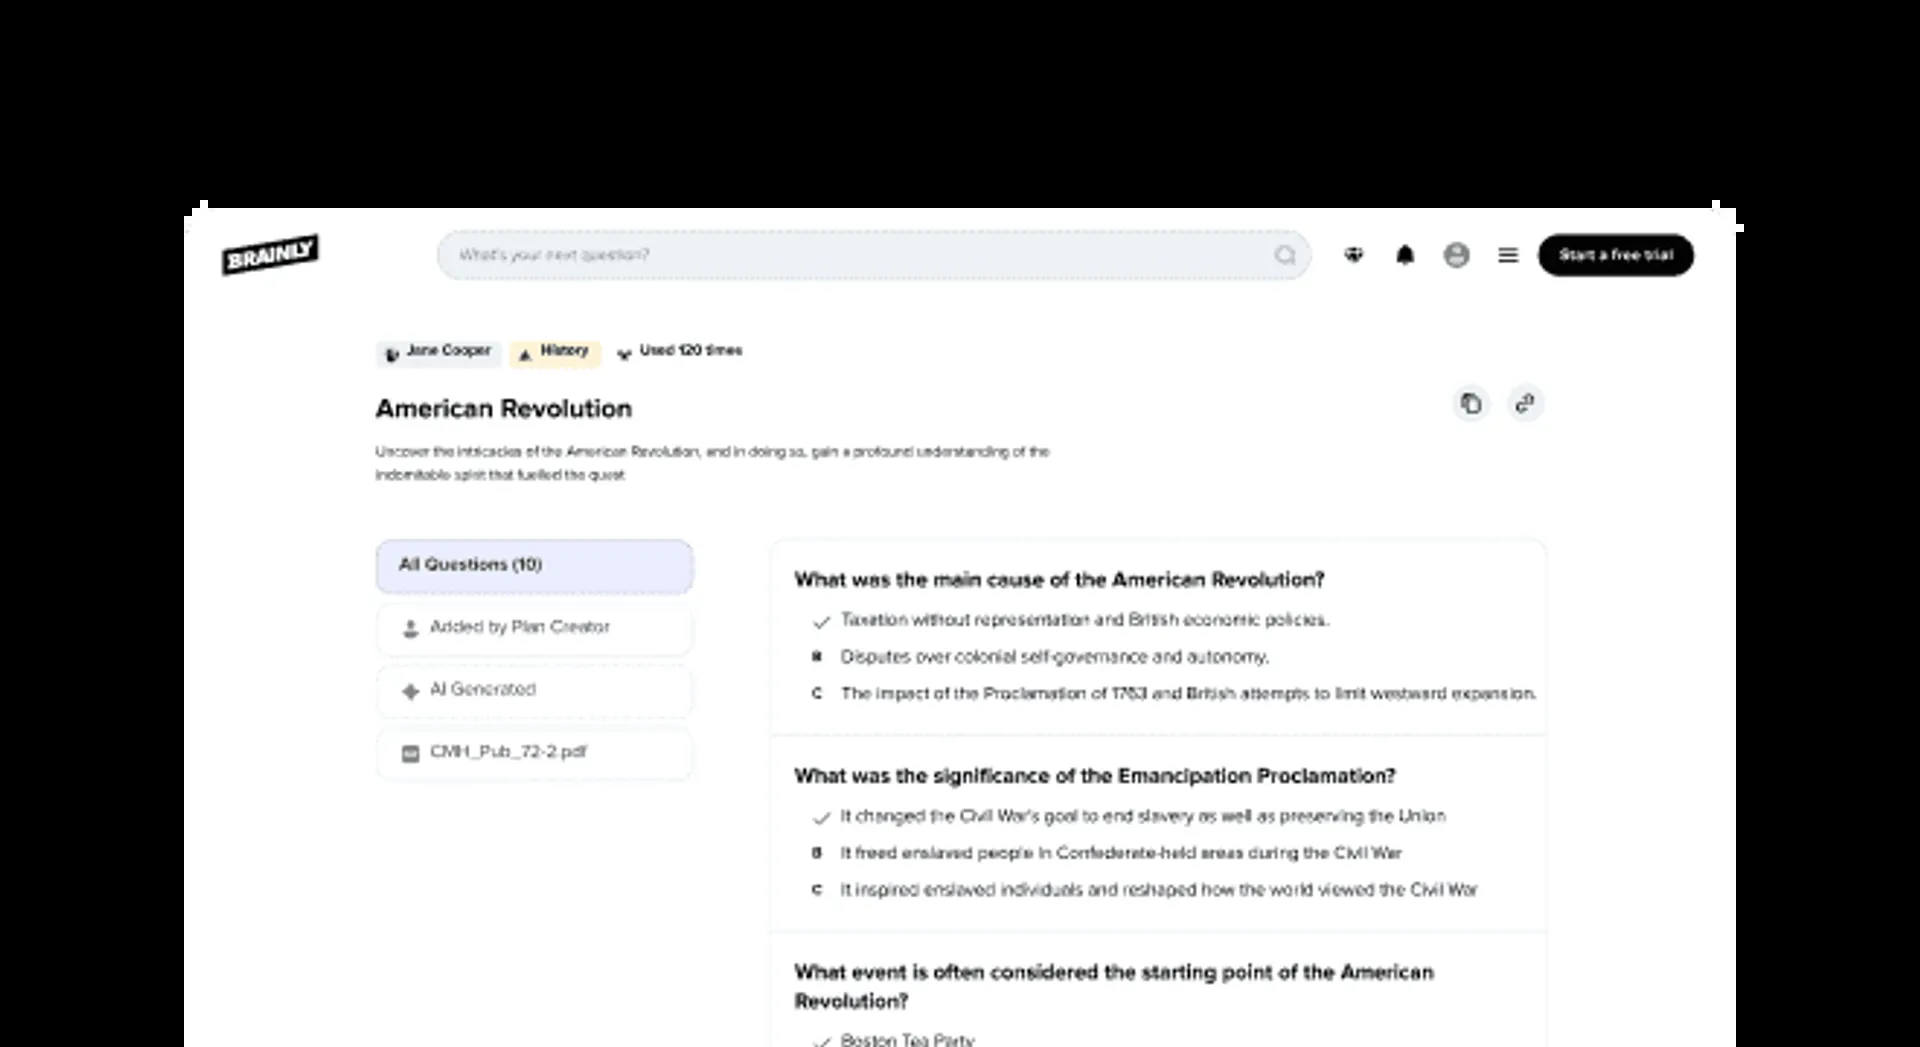 BRAINLY
What's your next question?
Start a free trial
Jane Cooper
History
Used 120 times
American Revolution
Uncover the intricacies of the American Revolution, and in doing so, gain a profound understanding of the
indomitable spirit that fuelled the quest
All Questions (10)
Added by Plan Creator
AI Generated
CMH_Pub_72-2.pdf
What was the main cause of the American Revolution?
Taxation without representation and British economic policies.
B Disputes over colonial self-governance and autonomy.
C The impact of the Proclamation of 1763 and British attempts to limit westward expansion.
What was the significance of the Emancipation Proclamation?
It changed the Civil War's goal to end slavery as well as preserving the Union
B It freed enslaved people in Confederate-held areas during the Civil War
C It inspired enslaved individuals and reshaped how the world viewed the Civil War
What event is often considered the starting point of the American
Revolution?
Boston Tea Party